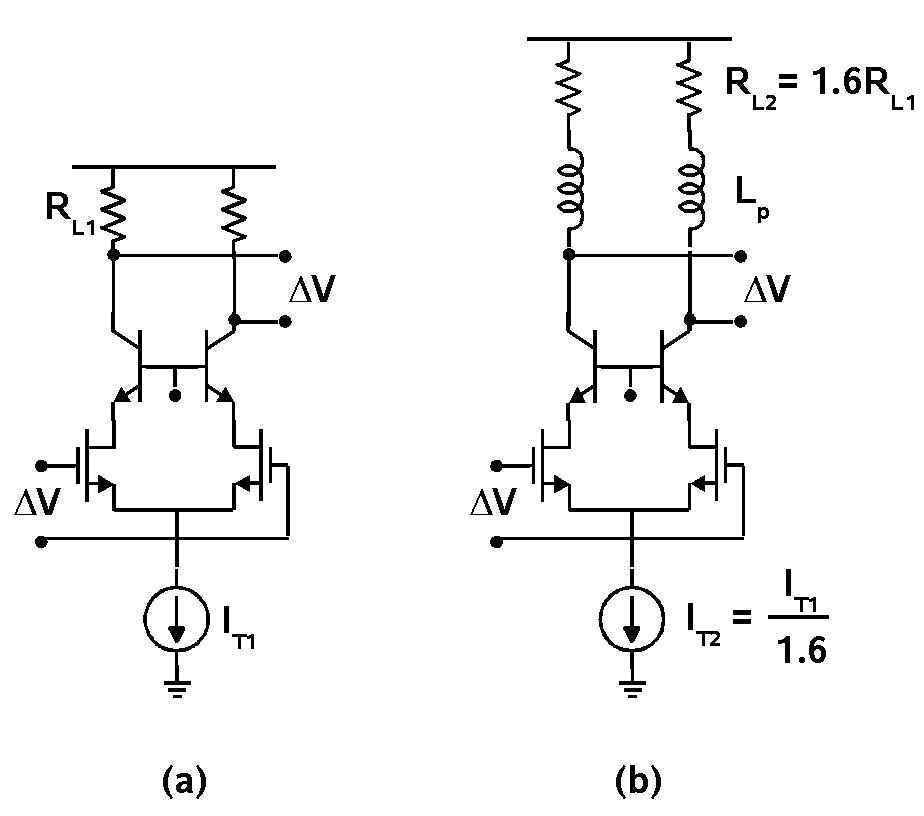 R_L2 = 1.6R_L1
R_L1
L_p
ΔV
ΔV
ΔV
ΔV
I_T1
I_T2 = I_T1
1.6
(a)
(b)